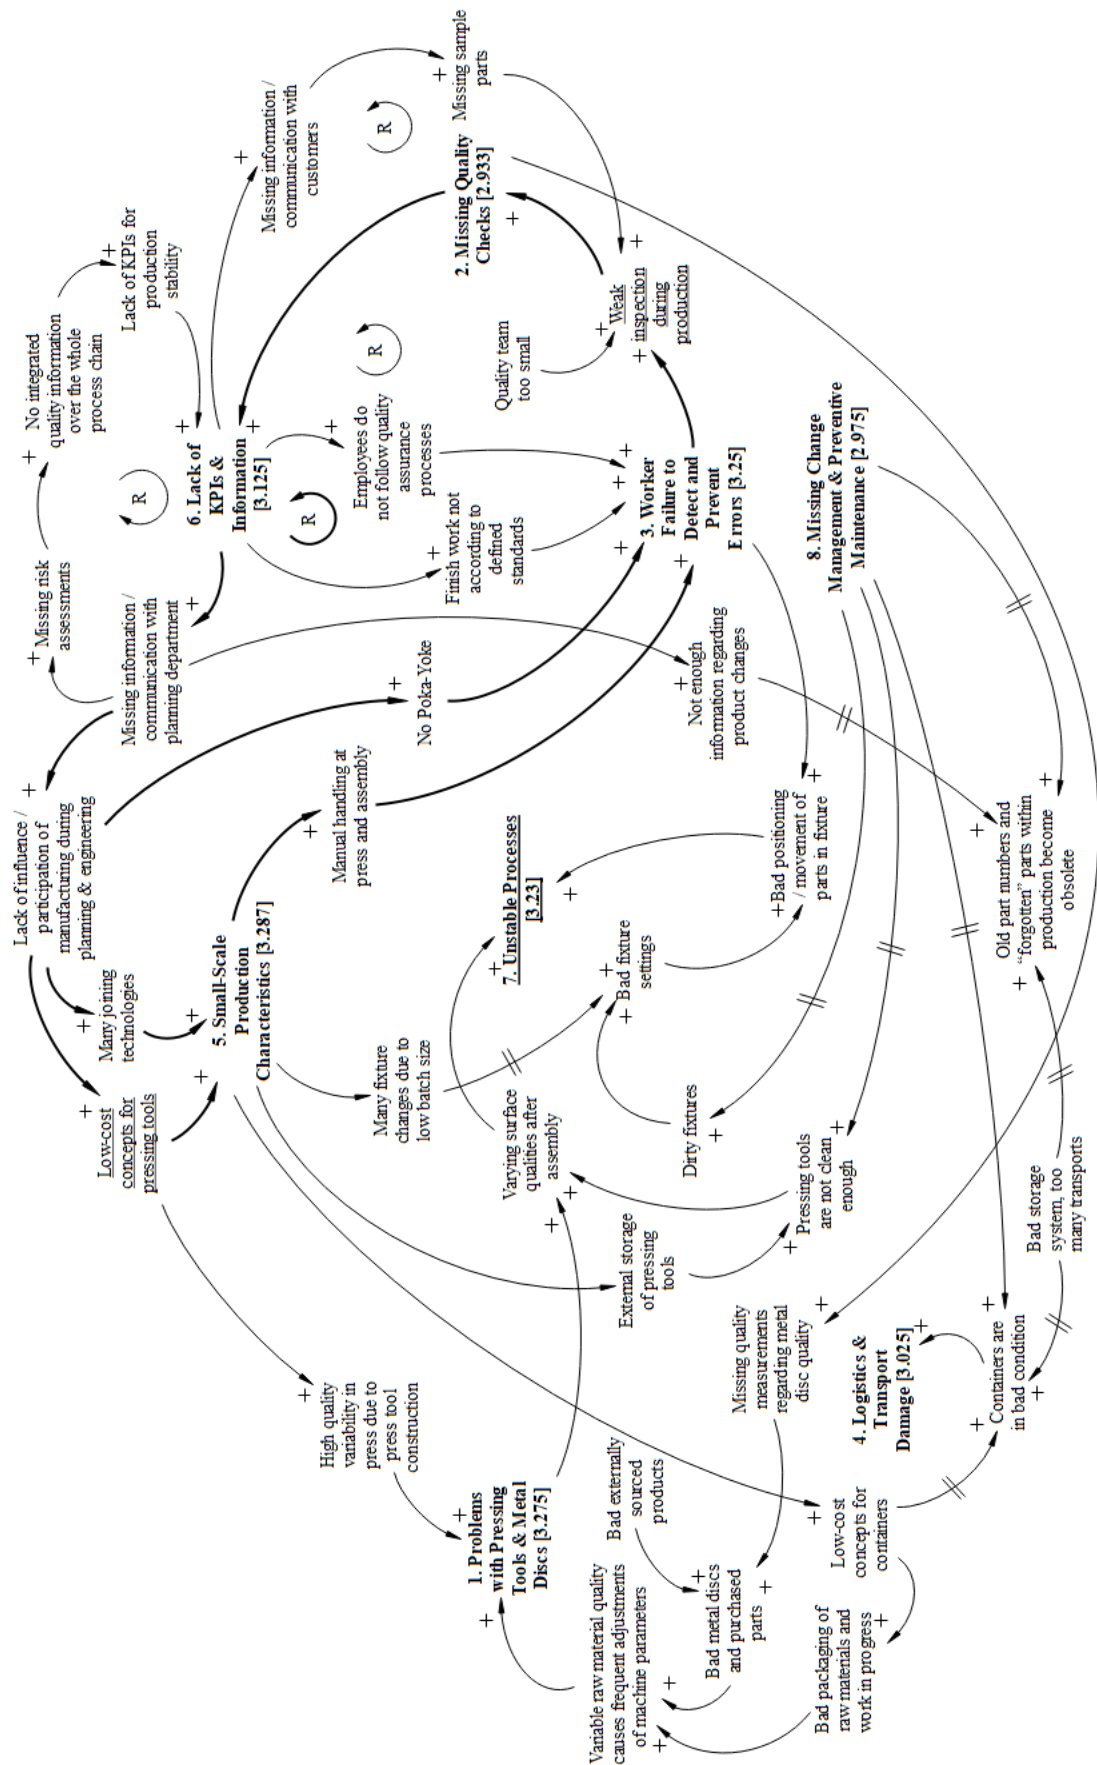 Lack of influence /
participation of
manufacturing during
planning & engineering
Missing risk
assessments
No integrated
quality information
over the whole
process chain
Low-cost
concepts for
pressing tools
Many joining
technologies
Missing information /
communication with
planning department
R
Lack of KPIs for
production
stability
5. Small-Scale
Production
Characteristics [3.287]
6. Lack of
KPIs &
Information
[3.125]
Missing information /
communication with
customers
R
High quality
variability in
press due to
press tool
construction
Many fixture
changes due to
low batch size
Manual handling at
press and assembly
No Poka-Yoke
Finish work not
according to
defined
standards
Employees do
not follow quality
assurance
processes
R
R
Missing sample
parts
1. Problems
with Pressing
Tools & Metal
Discs [3.275]
Varying surface
qualities after
assembly
7. Unstable Processes
[3.23]
Quality team
too small
2. Missing Quality
Checks [2.933]
Variable raw material quality
causes frequent adjustments
of machine parameters
Bad externally
sourced
products
External storage
of pressing
tools
Bad fixture
settings
3. Worker
Failure to
Detect and
Prevent
Errors [3.25]
Weak
inspection
during
production
Bad metal discs
and purchased
parts
Missing quality
measurements
regarding metal
disc quality
Dirty fixtures
Not enough
information regarding
product changes
Pressing tools
are not clean
enough
Bad positioning
/ movement of
parts in fixture
8. Missing Change
Management & Preventive
Maintenance [2.975]
Bad packaging of
raw materials and
work in progress
Low-cost
concepts for
containers
4. Logistics &
Transport
Damage [3.025]
Containers are
in bad condition
Bad storage
system, too
many transports
Old part numbers and
“forgotten” parts within
production become
obsolete